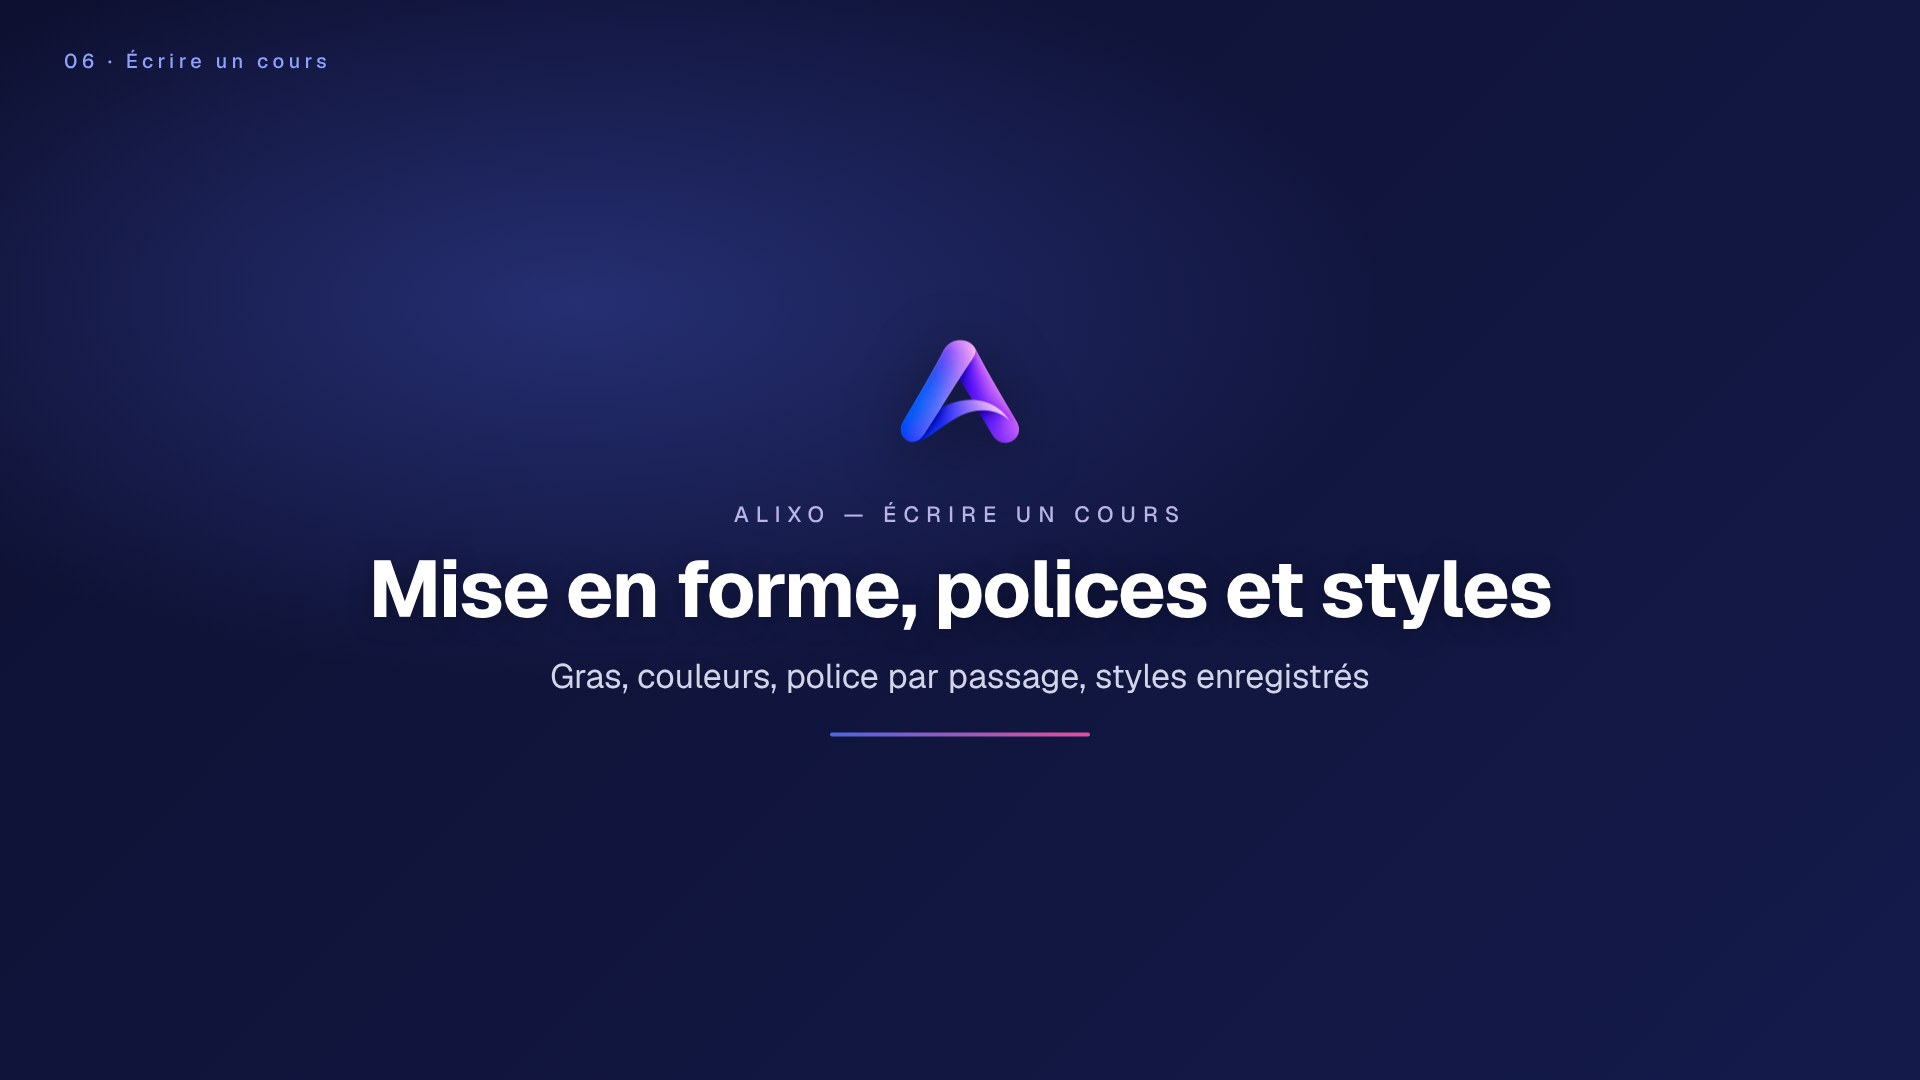 06 · Écrire un cours
ALIXO — ÉCRIRE UN COURS
Mise en forme, polices et styles
Gras, couleurs, police par passage, styles enregistrés